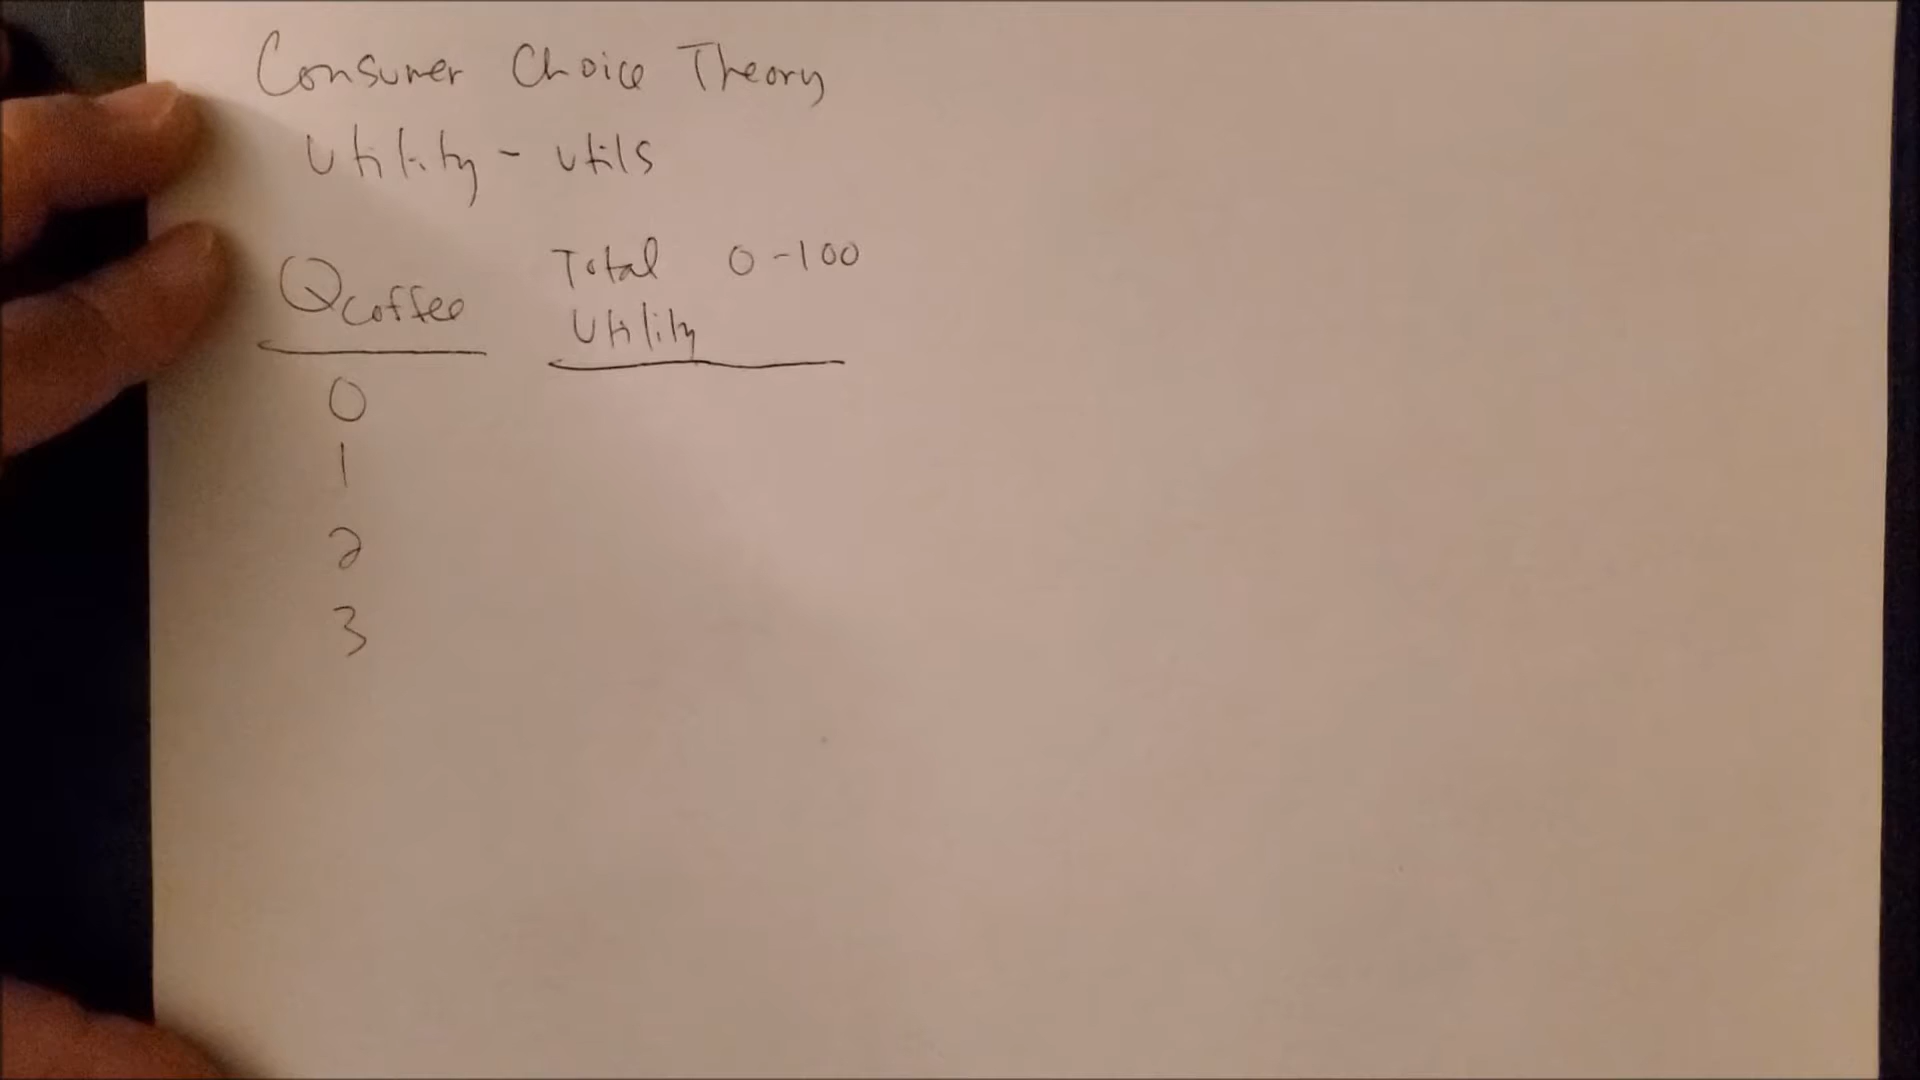 Consumer Choice Theory
Utility - utils
Qcoffee
Total 0-100
Utility
0
1
2
3